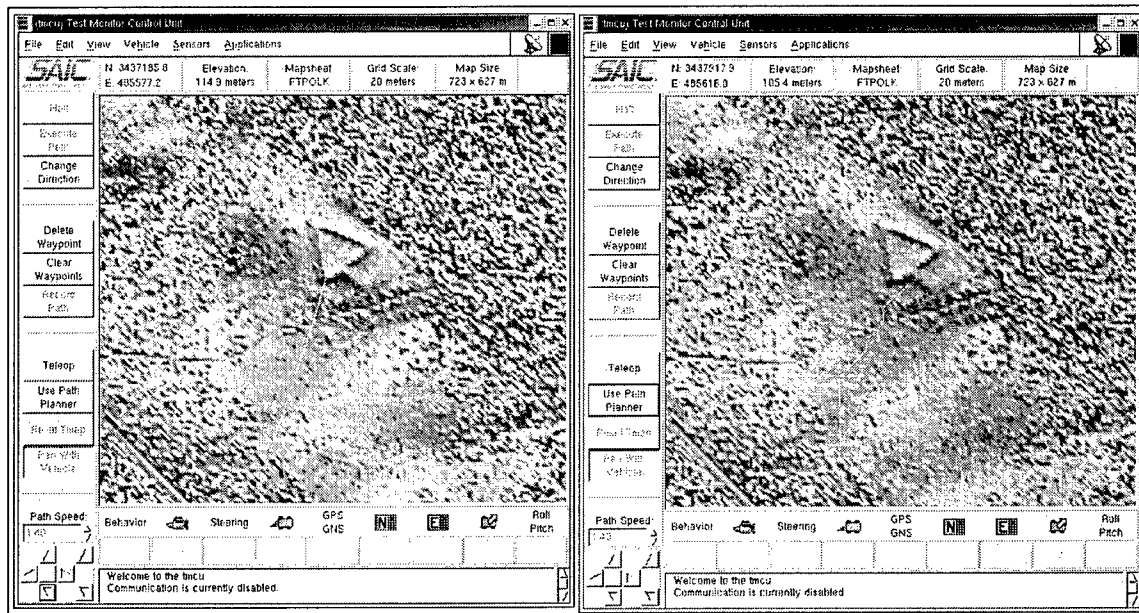 (tmcu) Test Monitor Control Unit
File Edit View Vehicle Sensors Applications
SAIC
N: 3437185.8
E: 485577.2
Elevation:
114.9 meters
Mapsheet
FTPOLK
Grid Scale:
20 meters
Map Size
723 x 627 m
Halt
Execute
Path
Change
Direction
Delete
Waypoint
Clear
Waypoints
Record
Path
Teleop
Use Path
Planner
Pan With
Vehicle
Path Speed:
Behavior
Steering
GPS
GNS
N
E
Roll
Pitch
Welcome to the tmcu
Communication is currently disabled.
(tmcu) Test Monitor Control Unit
File Edit View Vehicle Sensors Applications
SAIC
N: 3437917.9
E: 485616.8
Elevation:
105.4 meters
Mapsheet
FTPOLK
Grid Scale:
20 meters
Map Size
723 x 627 m
Halt
Execute
Path
Change
Direction
Delete
Waypoint
Clear
Waypoints
Record
Path
Teleop
Use Path
Planner
Pan With
Vehicle
Path Speed:
Behavior
Steering
GPS
GNS
N
E
Roll
Pitch
Welcome to the tmcu
Communication is currently disabled.